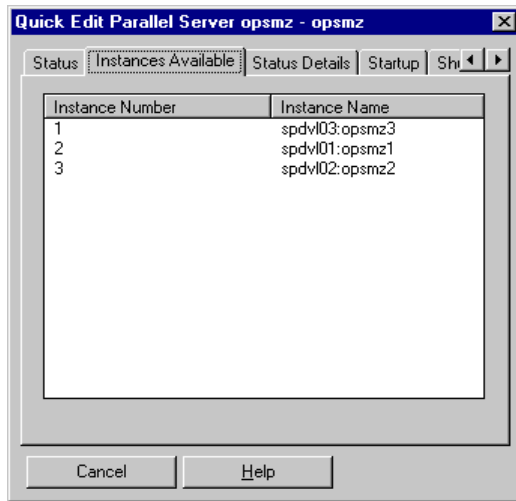 Quick Edit Parallel Server opsmz - opsmz
Status Instances Available Status Details Startup
Instance Number Instance Name
1 spdvl03:opsmz3
2 spdvl01:opsmz1
3 spdvl02:opsmz2
Cancel Help